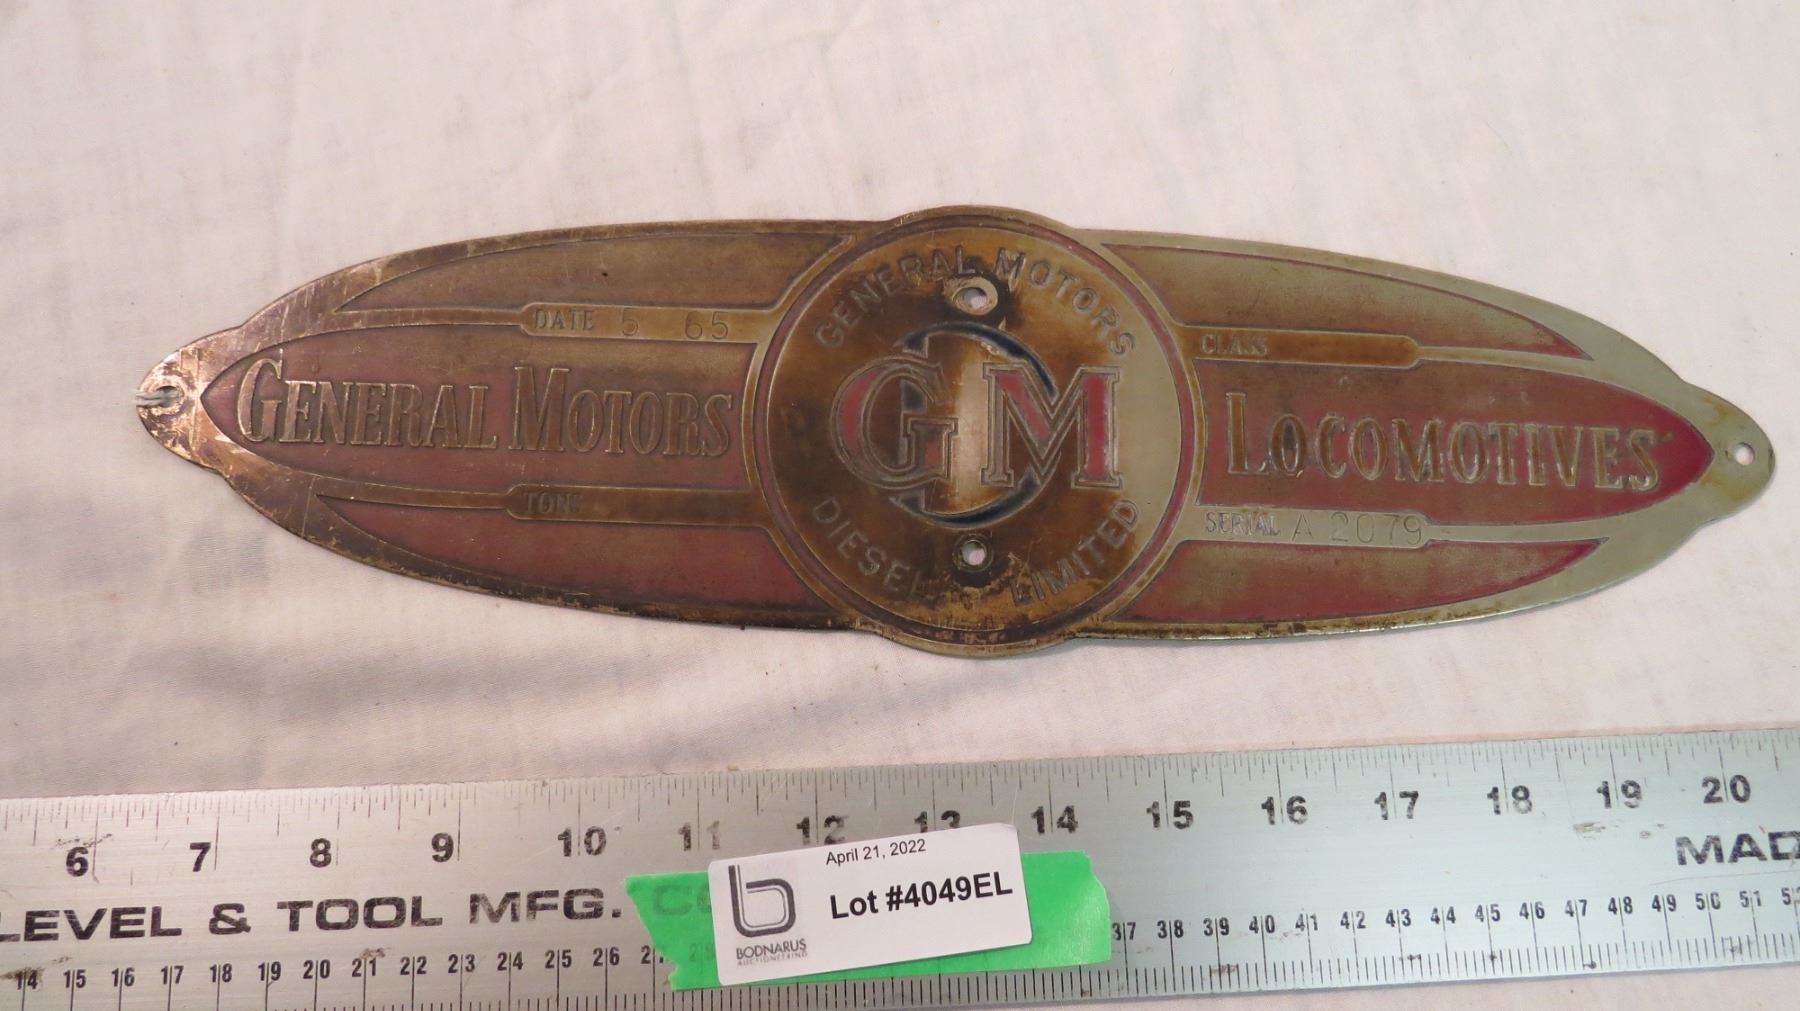 DATE 5 65
GENERAL MOTORS
TONS
GENERAL MOTORS
GM
DIESEL LIMITED
CLASS
LOCOMOTIVES
SERIAL A 2079
6 7 8 9 10 11 12 13 14 15 16 17 18 19 20
LEVEL & TOOL MFG. CO
MAD
April 21, 2022
Lot #4049EL
BODNARUS
AUCTIONEERING
14 15 16 17 18 19 20 21 22 23 24 25 26 37 38 39 40 41 42 43 44 45 46 47 48 49 50 51